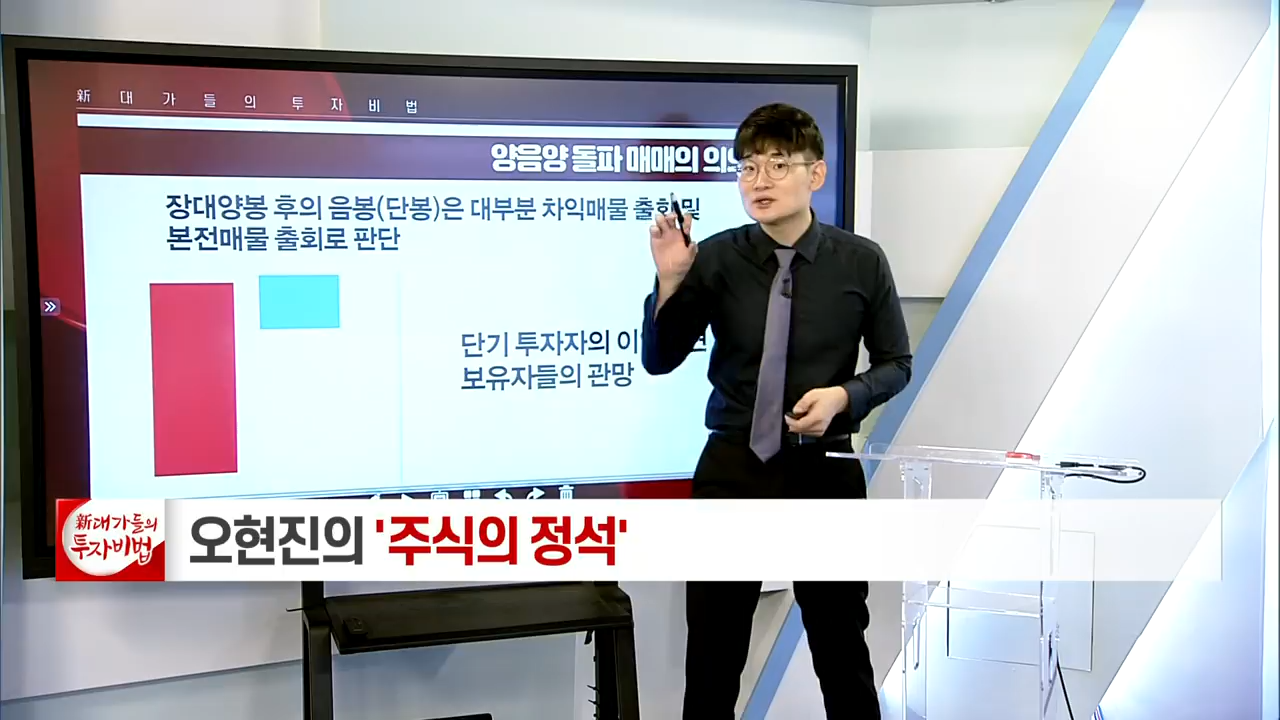 新 대 가 들 의 투 자 비 법
양음양 돌파 매매의
장대양봉 후의 음봉(단봉)은 대부분 차익매물 출회 및
본전매물 출회로 판단
단기 투자자의
보유자들의 관망
新대가들의
투자비법
오현진의 '주식의 정석'